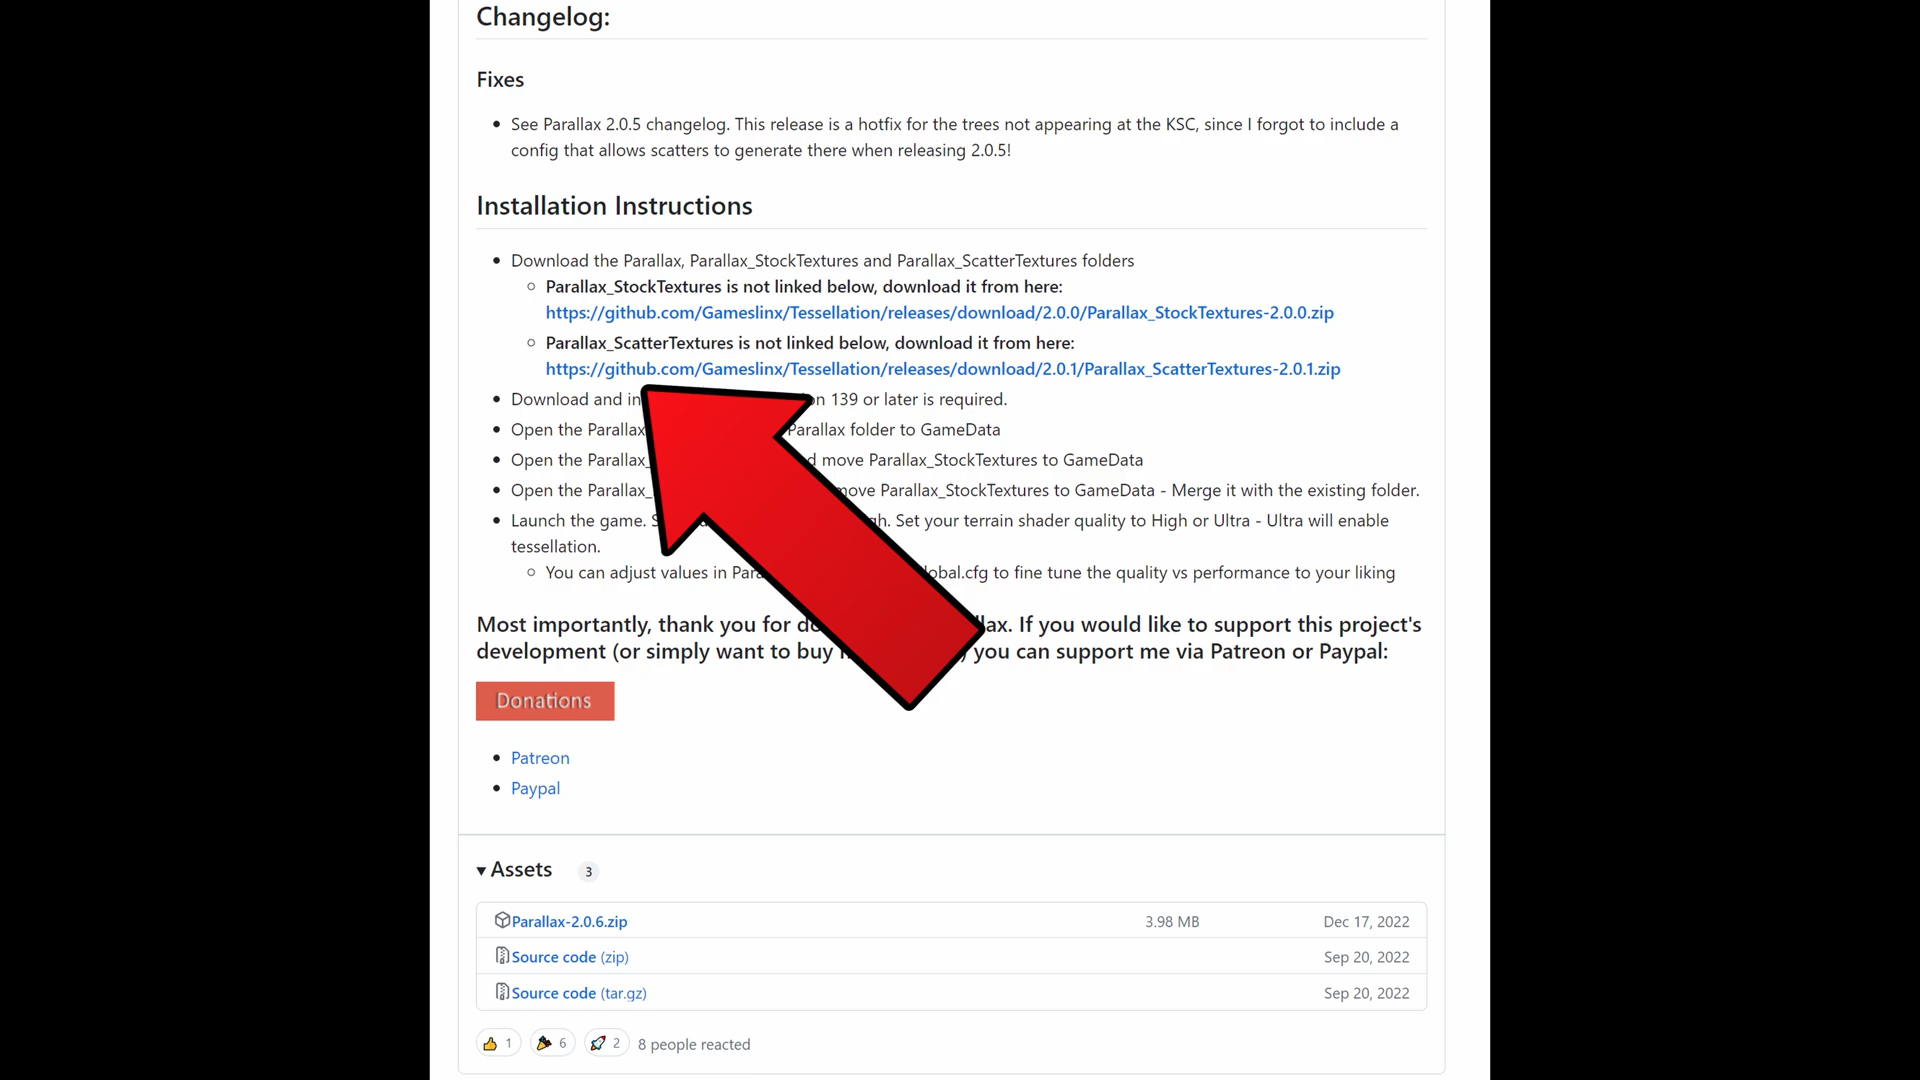 Changelog:
Fixes
See Parallax 2.0.5 changelog. This release is a hotfix for the trees not appearing at the KSC, since I forgot to include a
config that allows scatters to generate there when releasing 2.0.5!
Installation Instructions
Download the Parallax, Parallax_StockTextures and Parallax_ScatterTextures folders
Parallax_StockTextures is not linked below, download it from here:
https://github.com/Gameslinx/Tessellation/releases/download/2.0.0/Parallax_StockTextures-2.0.0.zip
Parallax_ScatterTextures is not linked below, download it from here:
https://github.com/Gameslinx/Tessellation/releases/download/2.0.1/Parallax_ScatterTextures-2.0.1.zip
Download and 139 or later is required.
Open the Parallax Parallax folder to GameData
Open the move Parallax_StockTextures to GameData
Open the move Parallax_StockTextures to GameData - Merge it with the existing folder.
Launch the game. Set your terrain shader quality to High or Ultra - Ultra will enable
tessellation.
You can adjust values in to fine tune the quality vs performance to your liking
Most importantly, thank you for If you would like to support this project's
development (or simply want to buy you can support me via Patreon or Paypal:
Donations
Patreon
Paypal
Assets 3
Parallax-2.0.6.zip 3.98 MB Dec 17, 2022
Source code (zip) Sep 20, 2022
Source code (tar.gz) Sep 20, 2022
1 6 2 8 people reacted